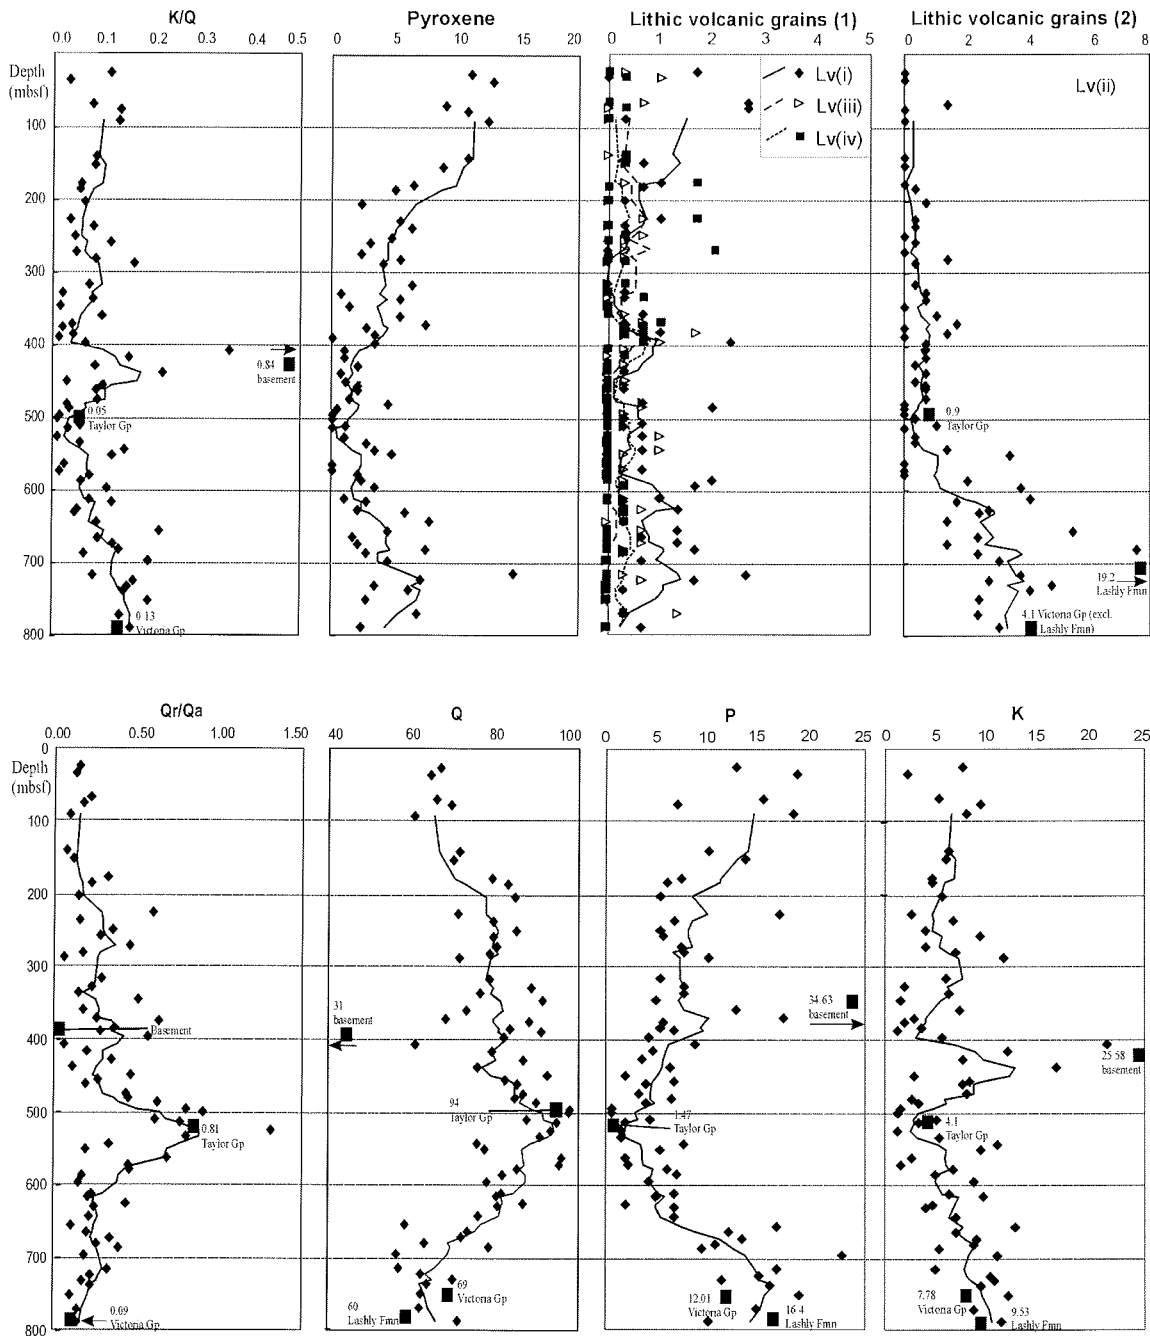 K/Q
Pyroxene
Lithic volcanic grains (1)
Lithic volcanic grains (2)
0.0 0.1 0.2 0.3 0.4 0.5
0 5 10 15 20
0 1 2 3 4 5
0 2 4 6 8
Depth
(mbsf)
100
200
300
400
500
600
700
800
Lv(i)
Lv(iii)
Lv(iv)
Lv(ii)
0.84
basement
0.05
Taylor Gp
0.13
Victoria Gp
0.9
Taylor Gp
19.2
Lashly Fmn
4.1 Victoria Gp (excl.
Lashly Fmn)
Qr/Qa
Q
P
K
0.00 0.50 1.00 1.50
40 60 80 100
0 5 10 15 20 25
0 5 10 15 20 25
0
Depth
(mbsf)
100
200
300
400
500
600
700
800
Basement
0.81
Taylor Gp
0.09
Victoria Gp
31
basement
94
Taylor Gp
69
Victoria Gp
60
Lashly Fmn
34.63
basement
1.47
Taylor Gp
12.01
Victoria Gp
16.4
Lashly Fmn
25.58
basement
4.1
Taylor Gp
7.78
Victoria Gp
9.53
Lashly Fmn